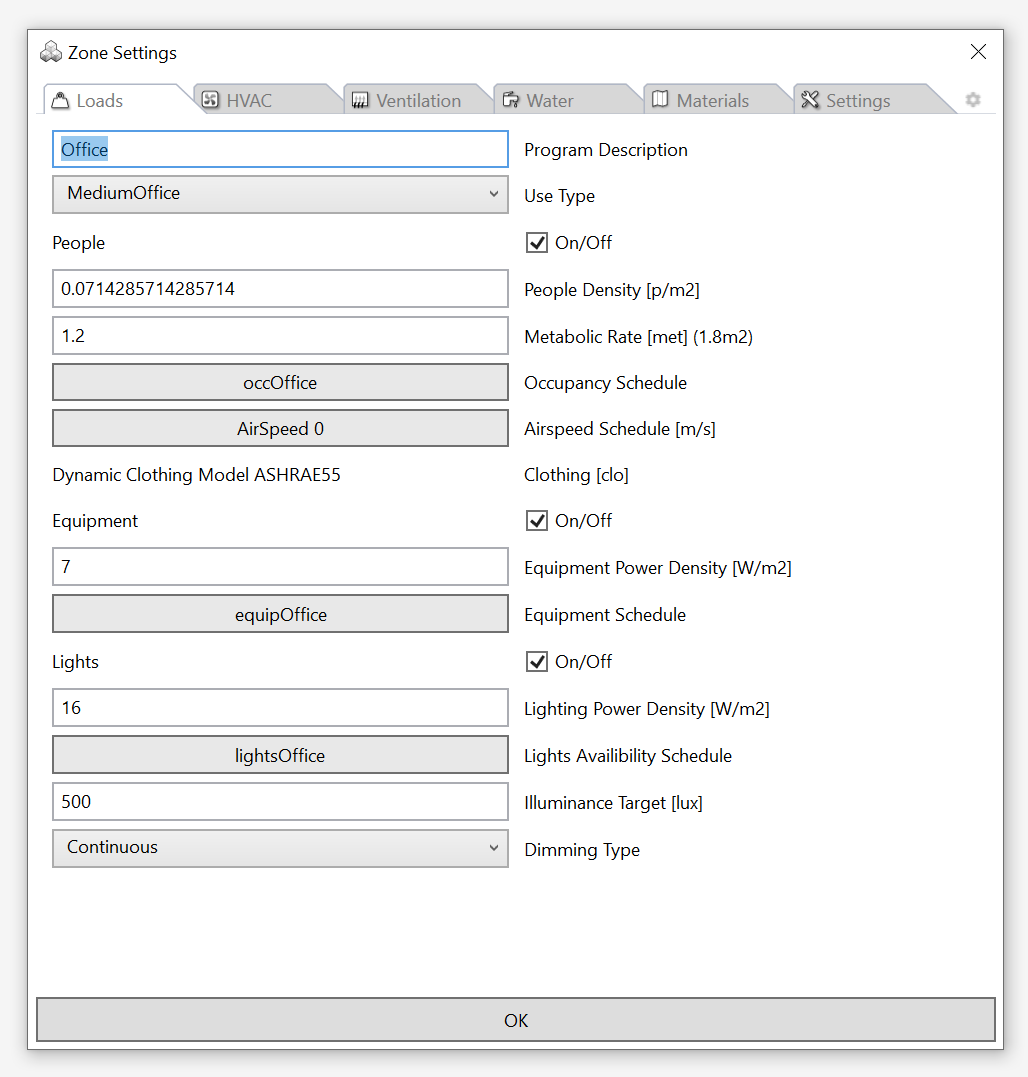 Zone Settings
Loads HVAC Ventilation Water Materials Settings
Office Program Description
MediumOffice Use Type
People On/Off
0.0714285714285714 People Density [p/m2]
1.2 Metabolic Rate [met] (1.8m2)
occOffice Occupancy Schedule
AirSpeed 0 Airspeed Schedule [m/s]
Dynamic Clothing Model ASHRAE55 Clothing [clo]
Equipment On/Off
7 Equipment Power Density [W/m2]
equipOffice Equipment Schedule
Lights On/Off
16 Lighting Power Density [W/m2]
lightsOffice Lights Availibility Schedule
500 Illuminance Target [lux]
Continuous Dimming Type
OK